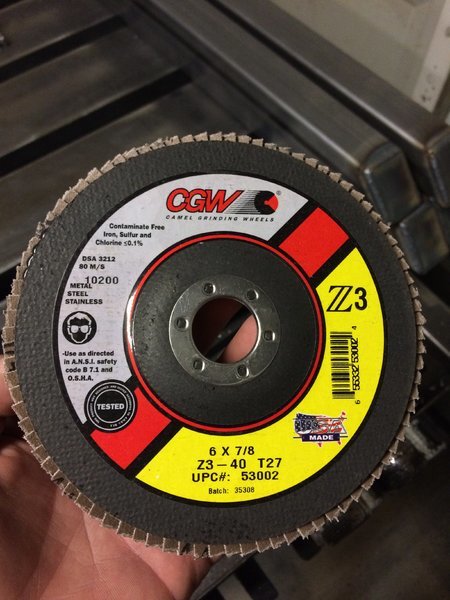 CGW
®
CAMEL GRINDING WHEELS
Contaminate Free
Iron, Sulfur and
Chlorine ≤0.1%
DSA 3212
80 M/S
10200
METAL
STEEL
STAINLESS
-Use as directed
in A.N.S.I. safety
code B 7.1 and
O.S.H.A.
TESTED
Z3
USA
MADE
6 X 7/8
Z3-40 T27
UPC#: 53002
Batch: 35308